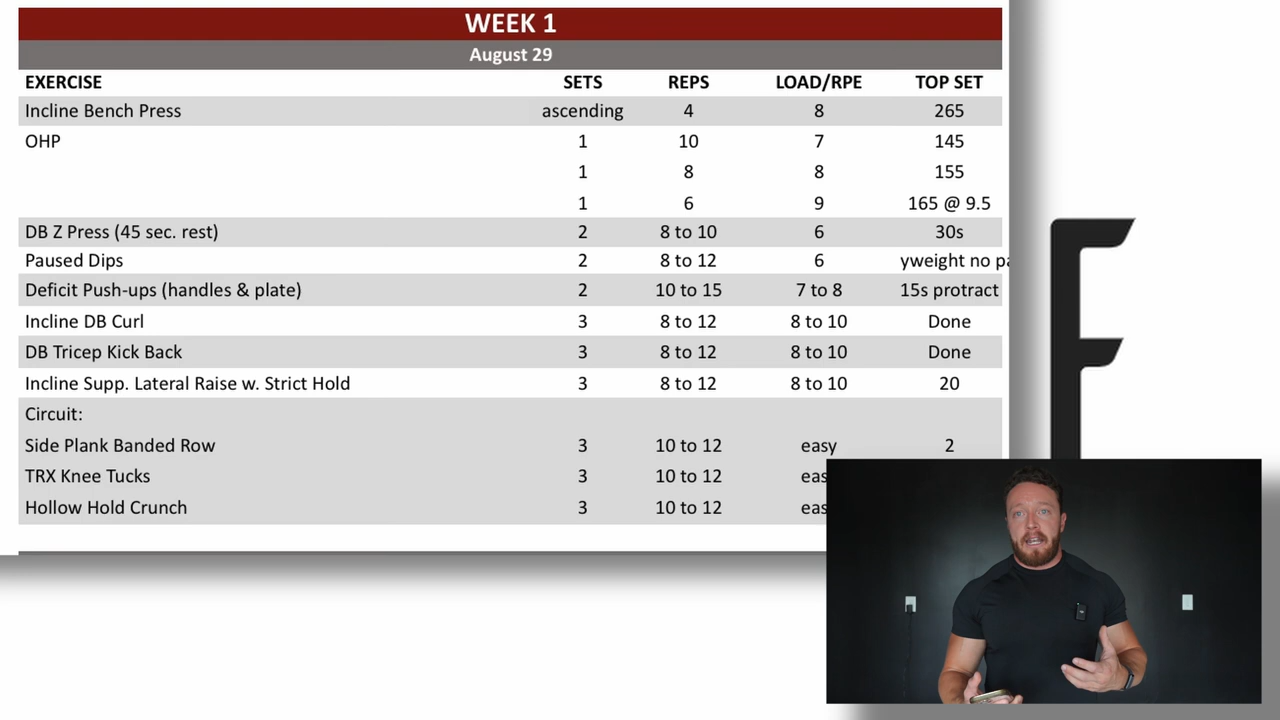 WEEK 1
August 29
EXERCISE SETS REPS LOAD/RPE TOP SET
Incline Bench Press ascending 4 8 265
OHP 1 10 7 145
1 8 8 155
1 6 9 165 @ 9.5
DB Z Press (45 sec. rest) 2 8 to 10 6 30s
Paused Dips 2 8 to 12 6 yweight no pa
Deficit Push-ups (handles & plate) 2 10 to 15 7 to 8 15s protract
Incline DB Curl 3 8 to 12 8 to 10 Done
DB Tricep Kick Back 3 8 to 12 8 to 10 Done
Incline Supp. Lateral Raise w. Strict Hold 3 8 to 12 8 to 10 20
Circuit:
Side Plank Banded Row 3 10 to 12 easy 2
TRX Knee Tucks 3 10 to 12 eas
Hollow Hold Crunch 3 10 to 12 eas
F